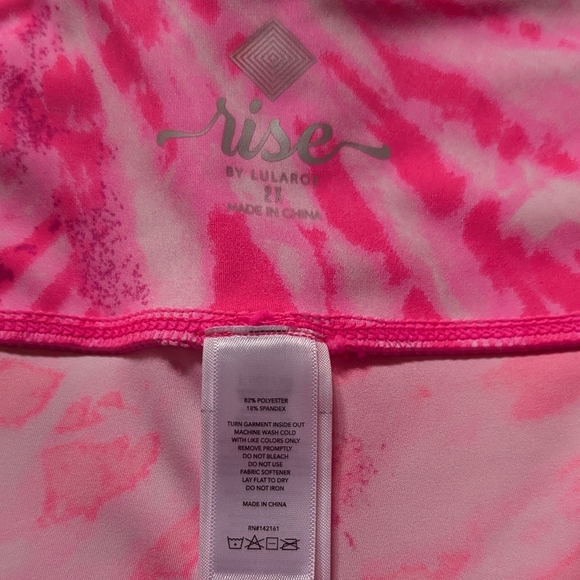 rise
BY LULAROE
2X
MADE IN CHINA
82% POLYESTER
18% SPANDEX
TURN GARMENT INSIDE OUT
MACHINE WASH COLD
WITH LIKE COLORS ONLY
REMOVE PROMPTLY
DO NOT BLEACH
DO NOT USE
FABRIC SOFTENER
LAY FLAT TO DRY
DO NOT IRON
MADE IN CHINA
RN#142161